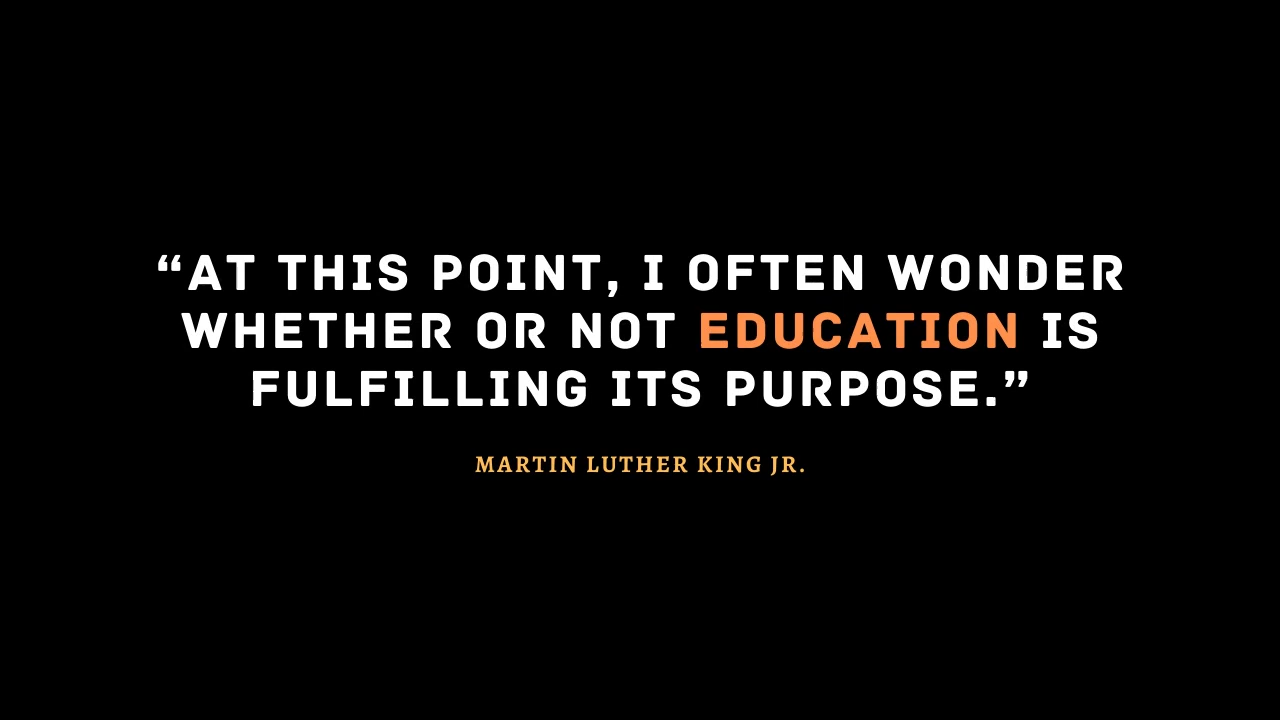 “AT THIS POINT, I OFTEN WONDER
WHETHER OR NOT EDUCATION IS
FULFILLING ITS PURPOSE.”
MARTIN LUTHER KING JR.